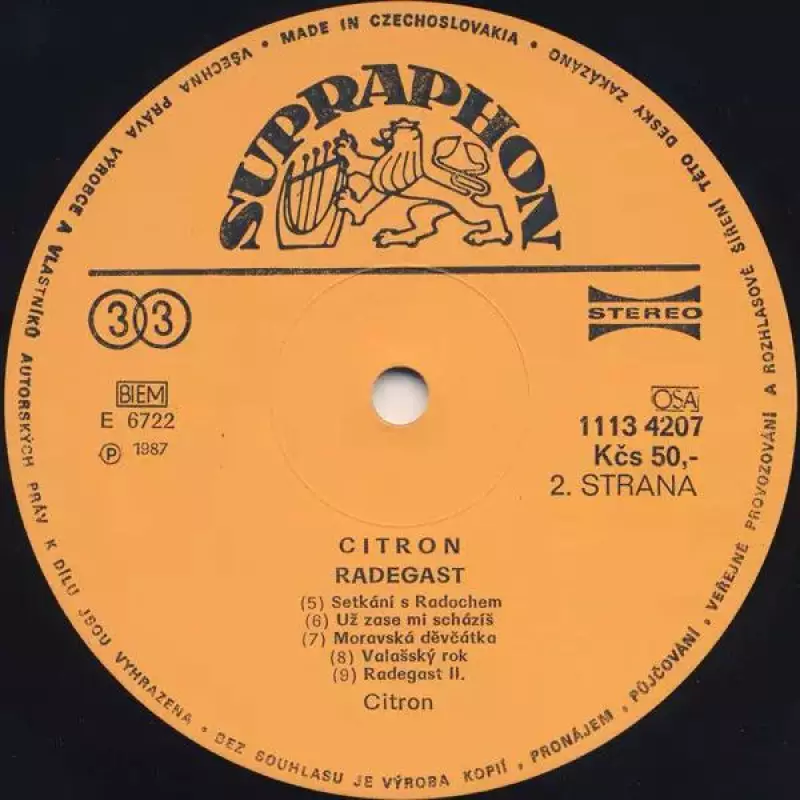 VŠECHNA PRÁVA VÝROBCE A VLASTNÍKŮ AUTORSKÝCH PRÁV K DÍLU JSOU VYHRAZENA • BEZ SOUHLASU JE VÝROBA KOPIÍ, PRONÁJEM, PŮJČOVÁNÍ, VEŘEJNÉ PROVOZOVÁNÍ A ROZHLASOVÉ ŠÍŘENÍ TÉTO DESKY ZAKÁZÁNO •
MADE IN CZECHOSLOVAKIA •
SUPRAPHON
33
STEREO
BIEM
E 6722
Ⓟ 1987
OSA
1113 4207
Kčs 50,-
2. STRANA
CITRON
RADEGAST
(5) Setkání s Radochem
(6) Už zase mi scházíš
(7) Moravská děvčátka
(8) Valašský rok
(9) Radegast II.
Citron